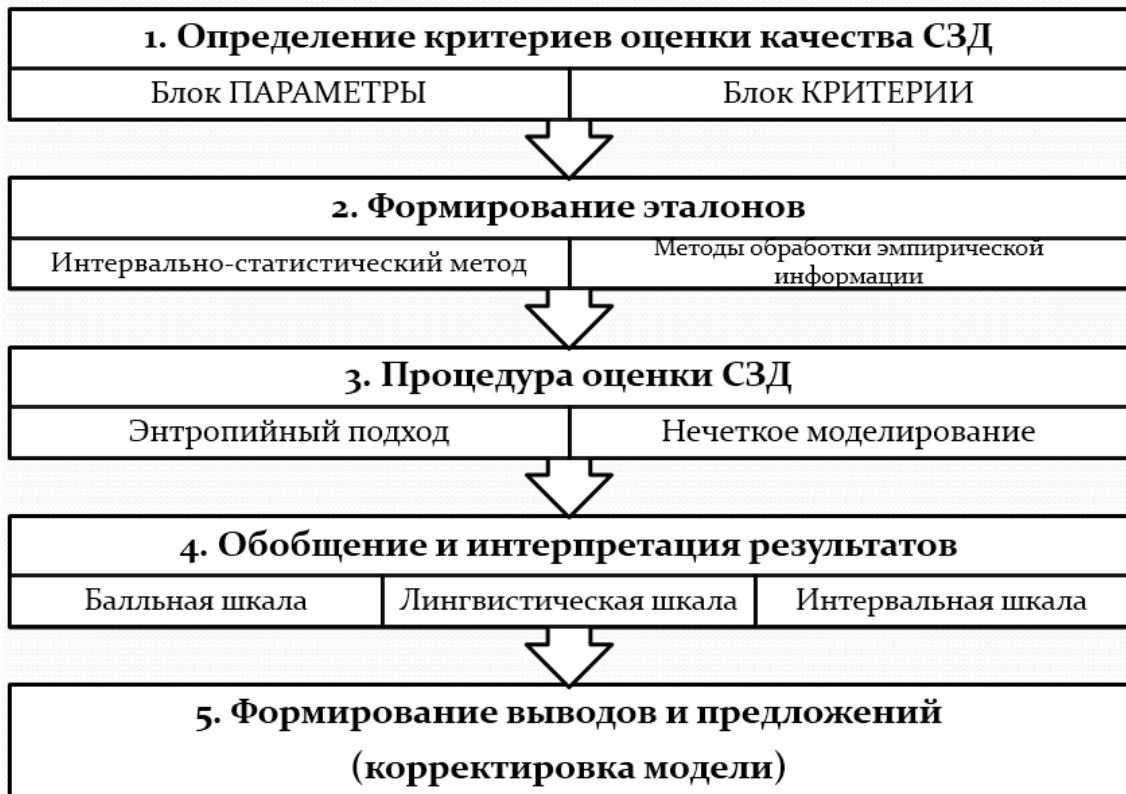 1. Определение критериев оценки качества СЗД
Блок ПАРАМЕТРЫ
Блок КРИТЕРИИ
2. Формирование эталонов
Интервально-статистический метод
Методы обработки эмпирической
информации
3. Процедура оценки СЗД
Энтропийный подход
Нечеткое моделирование
4. Обобщение и интерпретация результатов
Балльная шкала
Лингвистическая шкала
Интервальная шкала
5. Формирование выводов и предложений
(корректировка модели)